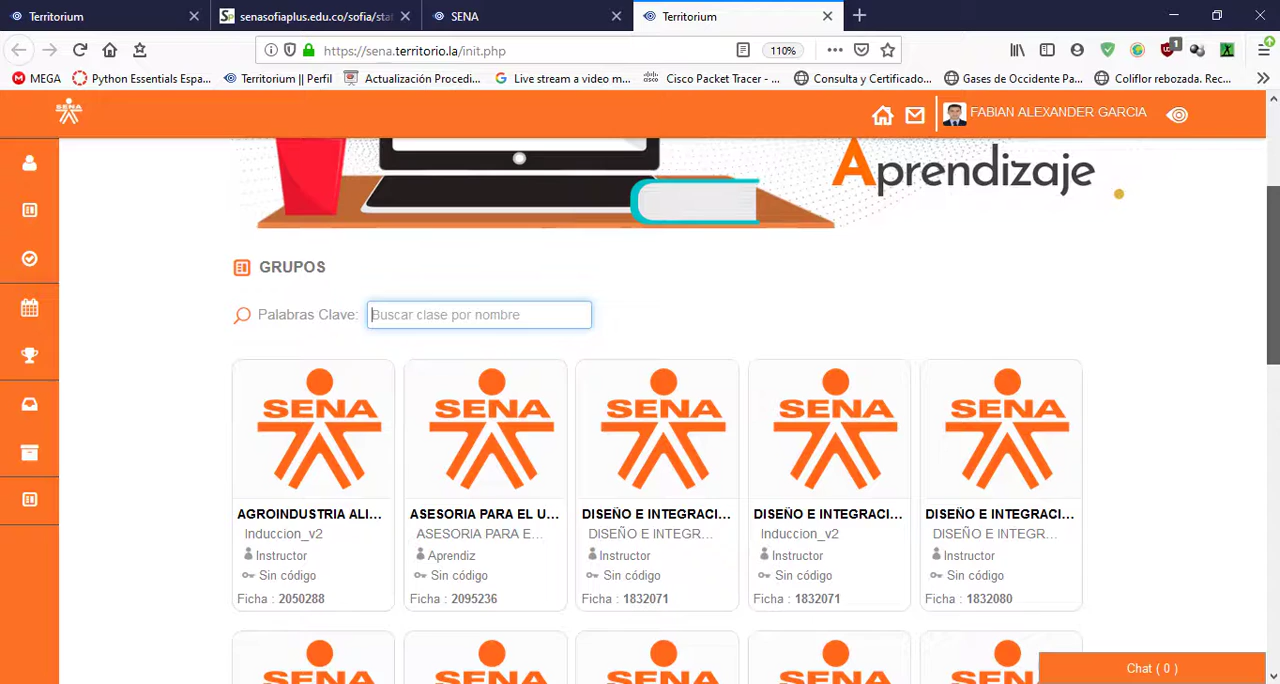 Territorium
senasofiaplus.edu.co/sofia/sta
SENA
Territorium
https://sena.territorio.la/init.php
110%
1
MEGA
Python Essentials Espa...
Territorium || Perfil
Actualización Procedi...
Live stream a video m...
Cisco Packet Tracer - ...
Consulta y Certificado...
Gases de Occidente Pa...
Coliflor rebozada. Rec...
SENA
FABIAN ALEXANDER GARCIA
Aprendizaje
GRUPOS
Palabras Clave:
Buscar clase por nombre
SENA
AGROINDUSTRIA ALI...
Induccion_v2
Instructor
Sin código
Ficha : 2050288
SENA
ASESORIA PARA EL U...
ASESORIA PARA E...
Aprendiz
Sin código
Ficha : 2095236
SENA
DISEÑO E INTEGRACI...
DISEÑO E INTEGR...
Instructor
Sin código
Ficha : 1832071
SENA
DISEÑO E INTEGRACI...
Induccion_v2
Instructor
Sin código
Ficha : 1832071
SENA
DISEÑO E INTEGRACI...
DISEÑO E INTEGR...
Instructor
Sin código
Ficha : 1832080
SENA
SENA
SENA
SENA
Chat ( 0 )